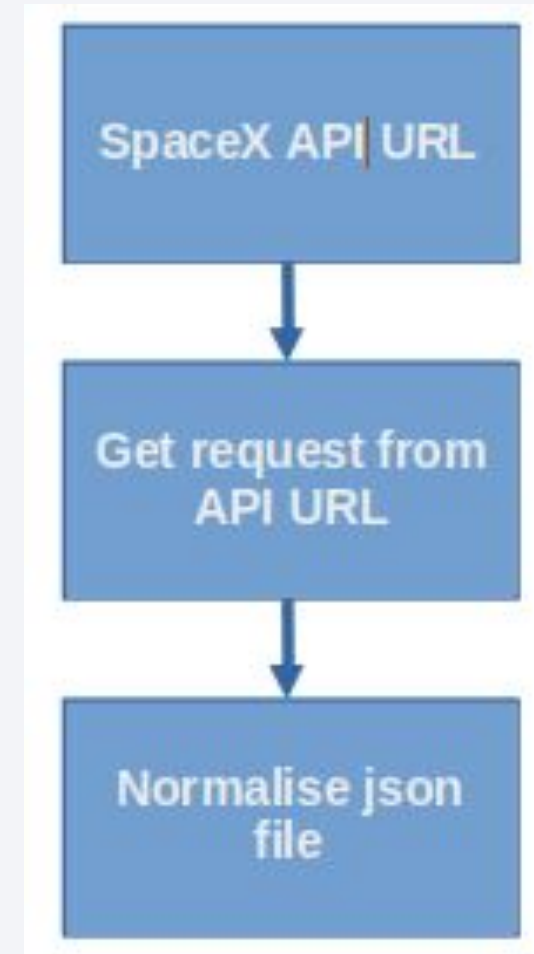 SpaceX API URL
Get request from
API URL
Normalise json
file